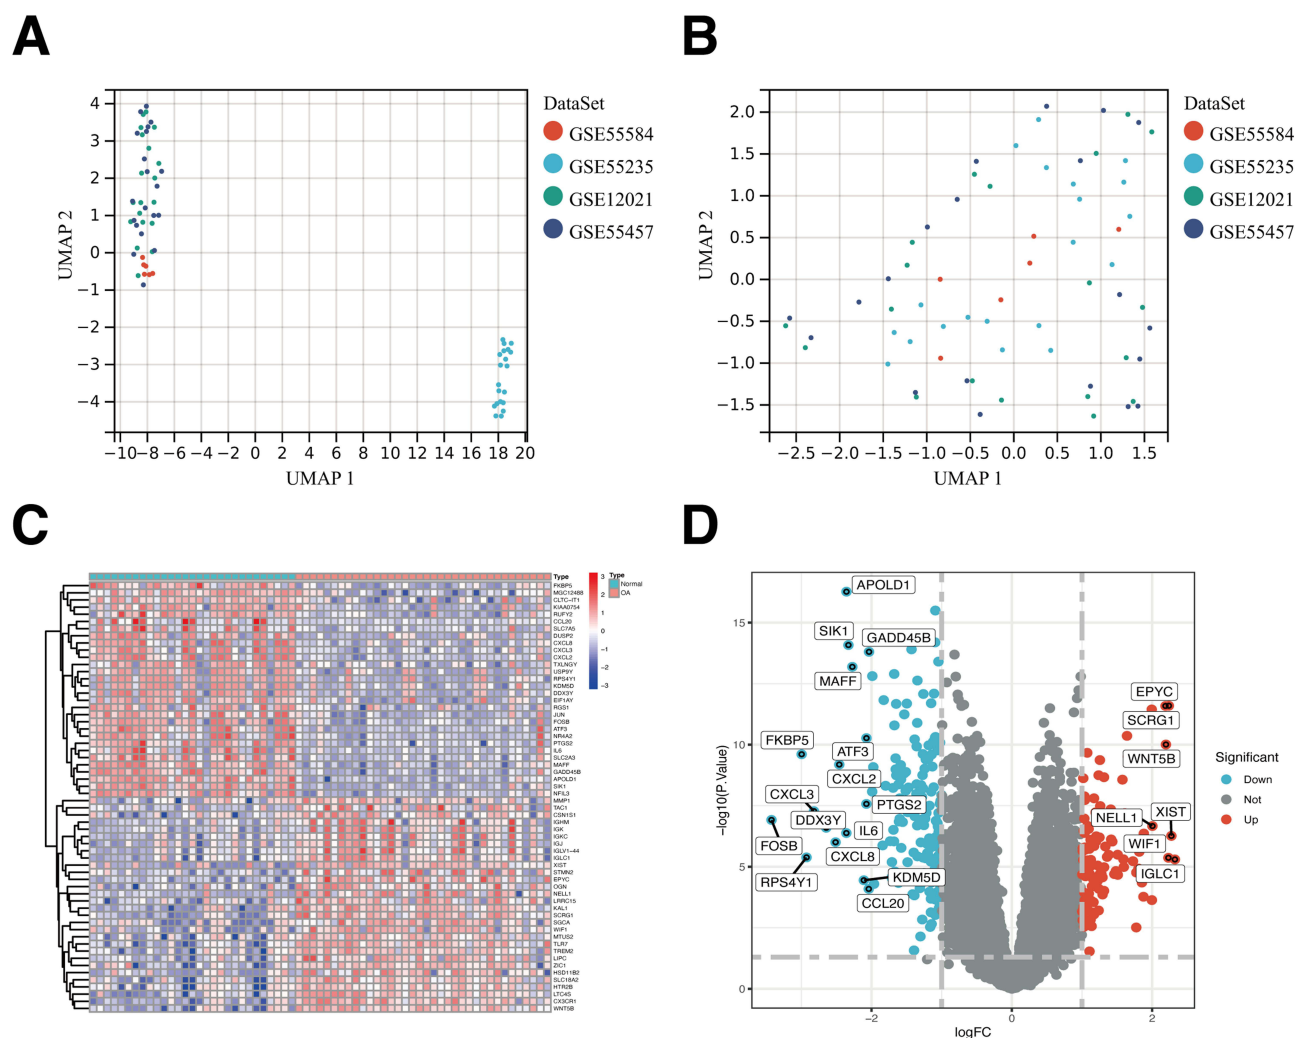 A
4
3
2
1
0
−1
−2
−3
−4
−10
−8
−6
−4
−2
0
2
4
6
8
10
12
14
16
18
20
UMAP 1
UMAP 2
DataSet
GSE55584
GSE55235
GSE12021
GSE55457
B
2.0
1.5
1.0
0.5
0.0
−0.5
−1.0
−1.5
−2.5
−2.0
−1.5
−1.0
−0.5
0.0
0.5
1.0
1.5
UMAP 1
UMAP 2
DataSet
GSE55584
GSE55235
GSE12021
GSE55457
C
Type
FKBP5
MGC12488
CLTC−IT1
KIAA0754
RUFY2
CCL20
SLC7A5
DUSP2
CXCL8
CXCL3
CXCL2
TXLNGY
USP9Y
RPS4Y1
KDM5D
DDX3Y
EIF1AY
RGS1
JUN
FOSB
ATF3
NR4A2
PTGS2
IL6
SLC2A3
MAFF
GADD45B
APOLD1
SIK1
NFIL3
MMP1
TAC1
CSN1S1
IGHM
IGK
IGKC
IGJ
IGLV1−44
IGLC1
XIST
STMN2
EPYC
OGN
NELL1
LRRC15
KAL1
SCRG1
SGCA
WIF1
MTUS2
TLR7
TREM2
LIPC
ZIC1
HSD11B2
SLC18A2
HTR2B
LTC4S
CX3CR1
WNT5B
3
2
1
0
−1
−2
−3
Type
Normal
OA
D
15
10
5
0
−2
0
2
logFC
−log10(P.Value)
APOLD1
SIK1
GADD45B
MAFF
FKBP5
ATF3
CXCL2
CXCL3
PTGS2
DDX3Y
IL6
FOSB
CXCL8
RPS4Y1
KDM5D
CCL20
EPYC
SCRG1
WNT5B
NELL1
XIST
WIF1
IGLC1
Significant
Down
Not
Up